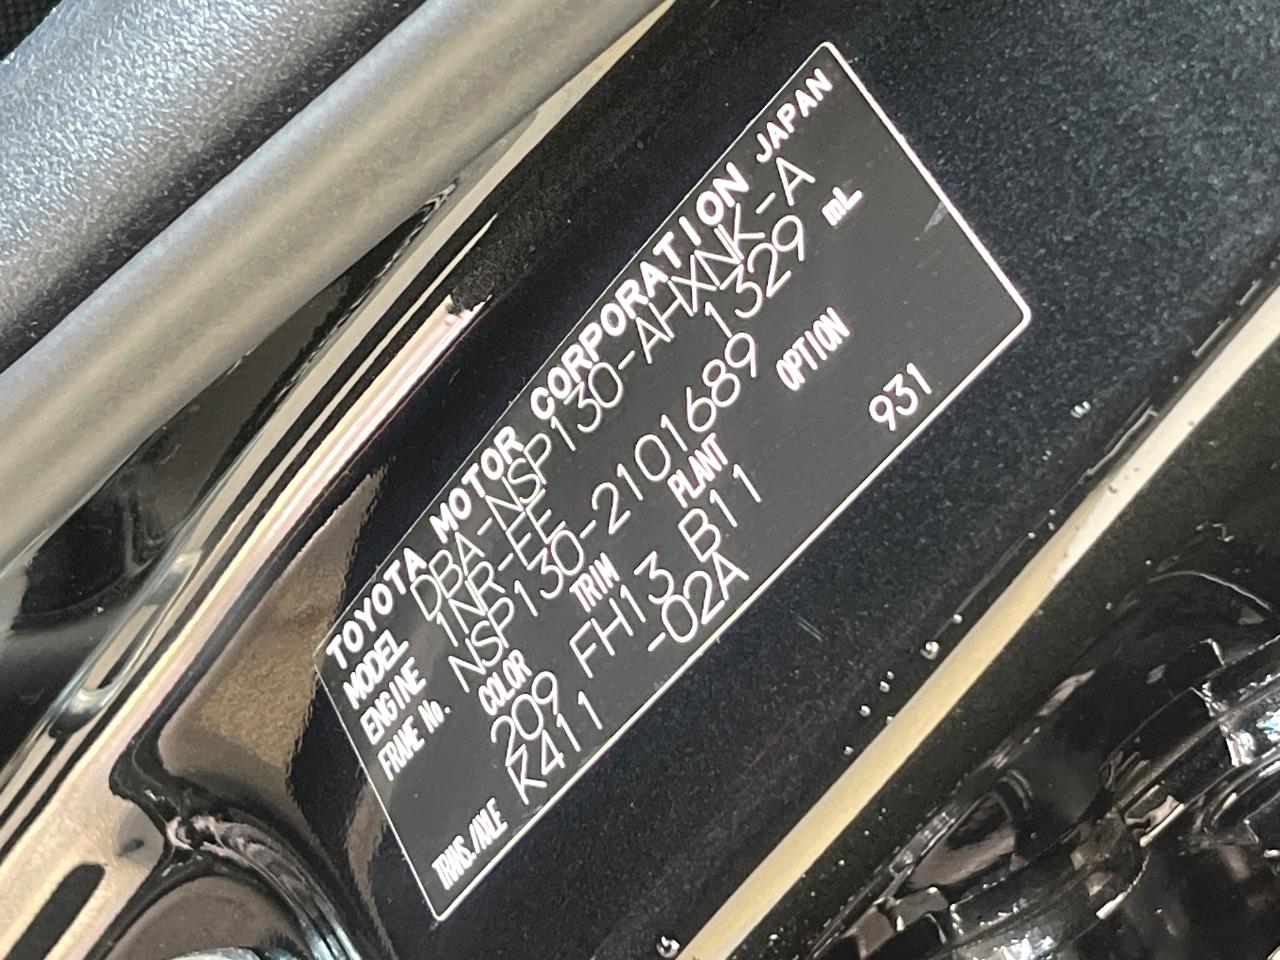 TOYOTA MOTOR CORPORATION JAPAN
MODEL DBA-NSP130-AHXNK-A
ENGINE 1NR-EE 1329 mL
FRAME No. NSP130-2101689
COLOR TRIM PLANT OPTION
209 FH13 B11 931
TRANS./AXLE K411 -02A